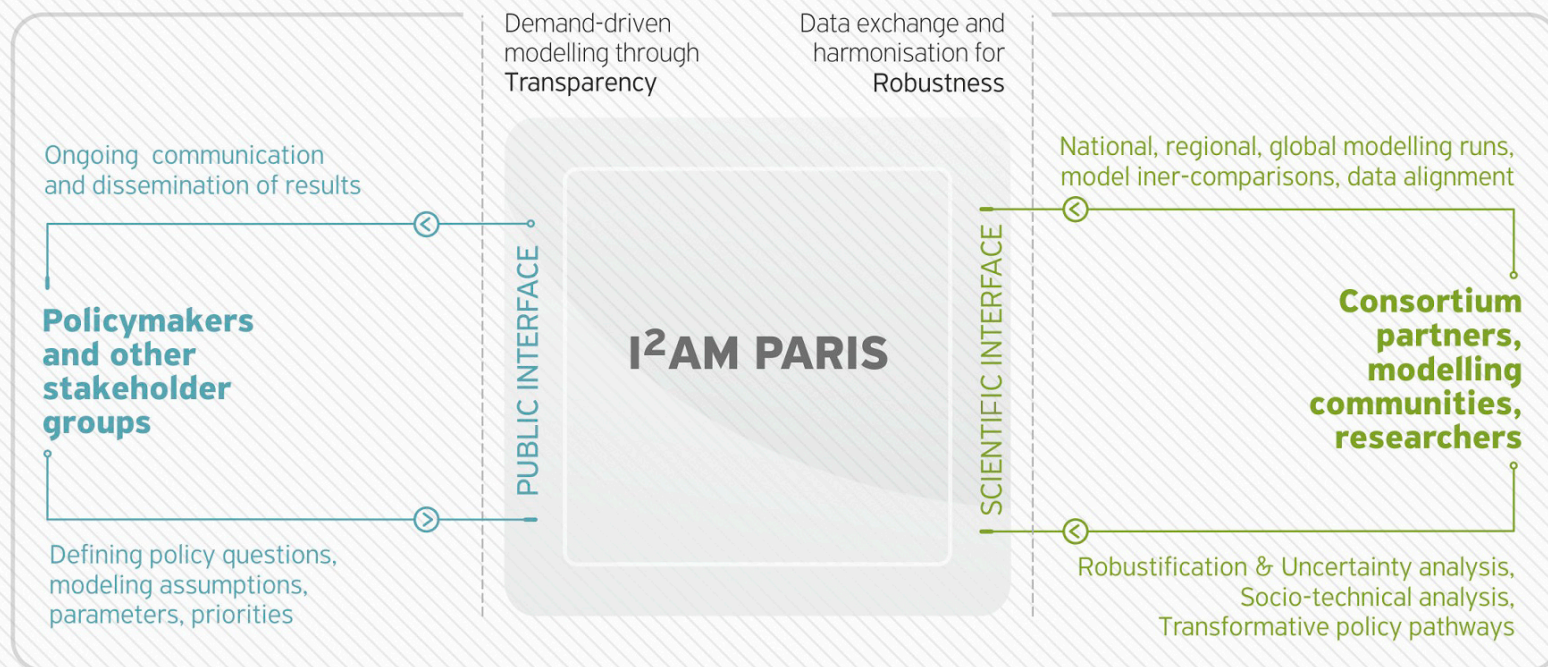 Demand-driven
modelling through
Transparency
Data exchange and
harmonisation for
Robustness
Ongoing communication
and dissemination of results
National, regional, global modelling runs,
model iner-comparisons, data alignment
Policymakers
and other
stakeholder
groups
PUBLIC INTERFACE
I²AM PARIS
SCIENTIFIC INTERFACE
Consortium
partners,
modelling
communities,
researchers
Defining policy questions,
modeling assumptions,
parameters, priorities
Robustification & Uncertainty analysis,
Socio-technical analysis,
Transformative policy pathways